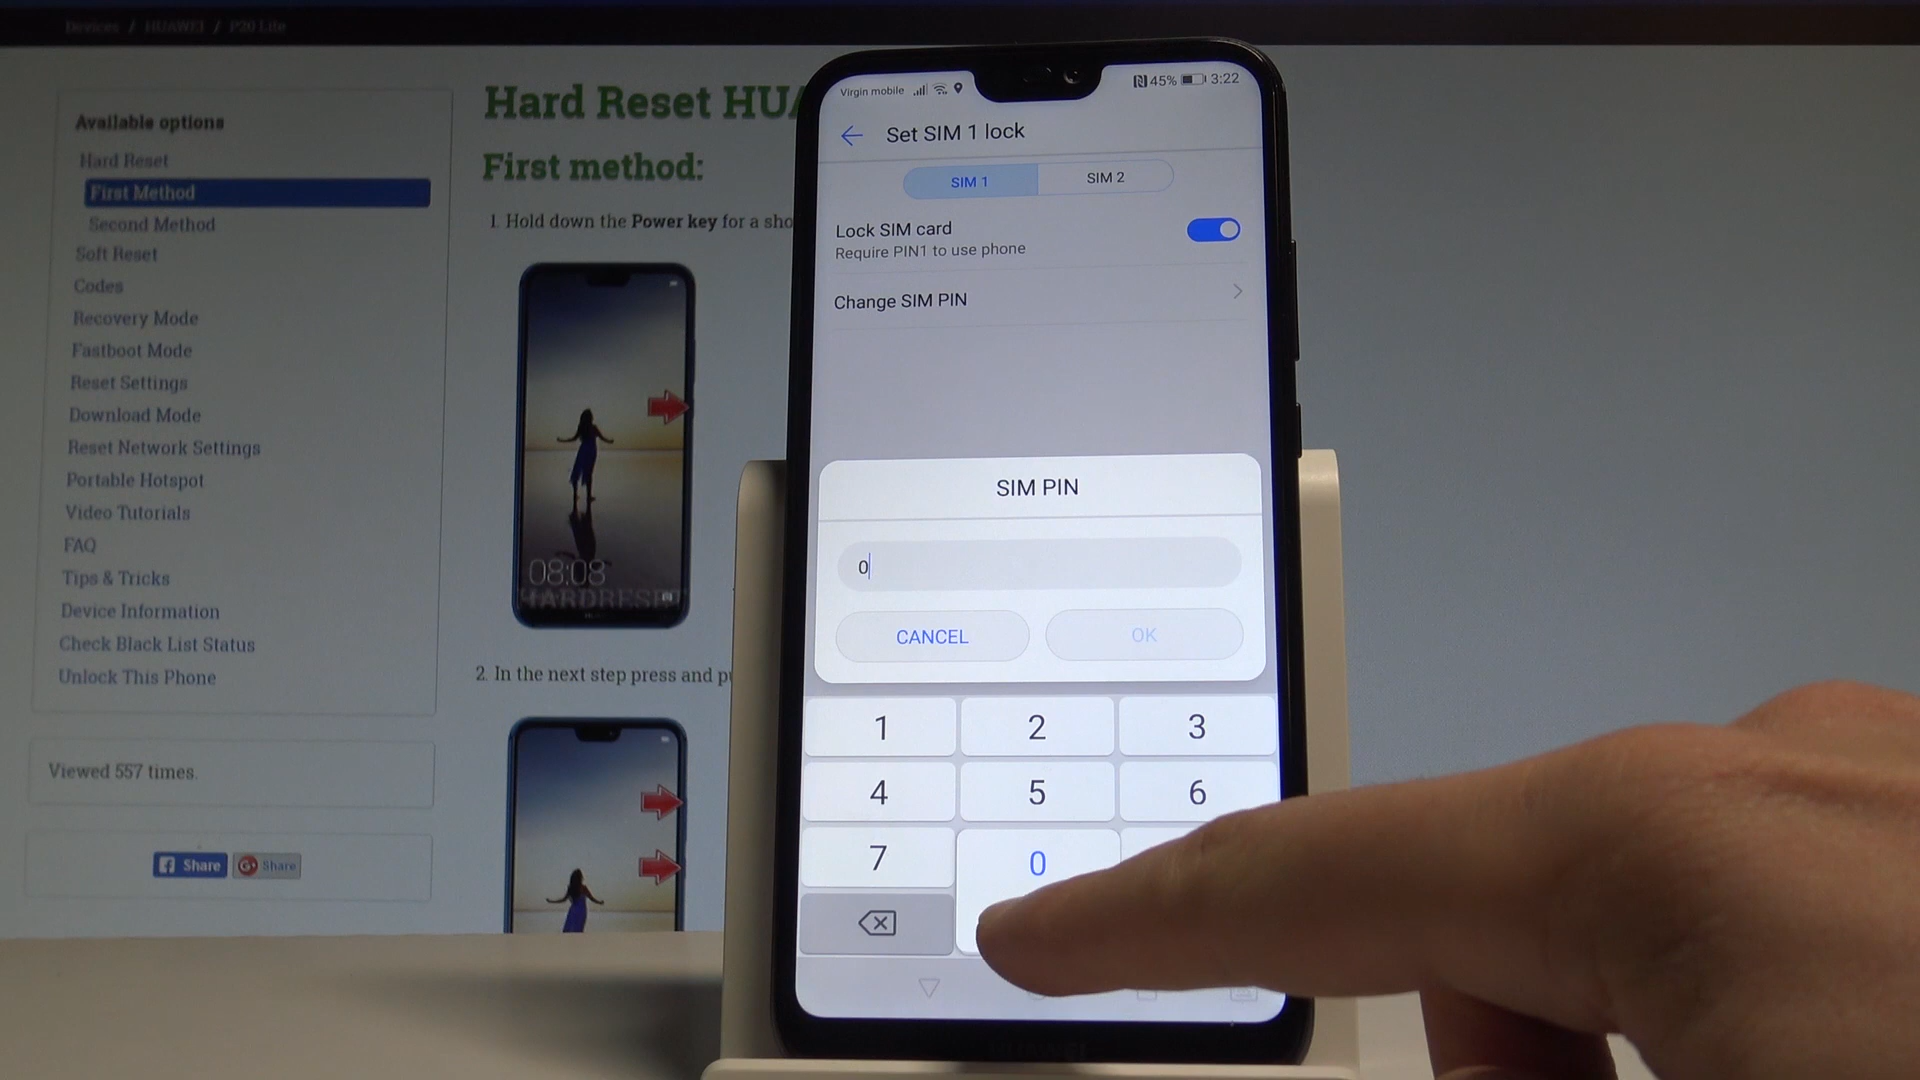 Devices / HUAWEI / P20 Lite
Available options
Hard Reset
First Method
Second Method
Soft Reset
Codes
Recovery Mode
Fastboot Mode
Reset Settings
Download Mode
Reset Network Settings
Portable Hotspot
Video Tutorials
FAQ
Tips & Tricks
Device Information
Check Black List Status
Unlock This Phone
Viewed 557 times.
Share
Share
Hard Reset HUA
First method:
1. Hold down the Power key for a sho
08:08
HARDRESET
2. In the next step press and pu
Virgin mobile
45% 3:22
Set SIM 1 lock
SIM 1
SIM 2
Lock SIM card
Require PIN1 to use phone
Change SIM PIN
SIM PIN
0
CANCEL
OK
1 2 3
4 5 6
7 0